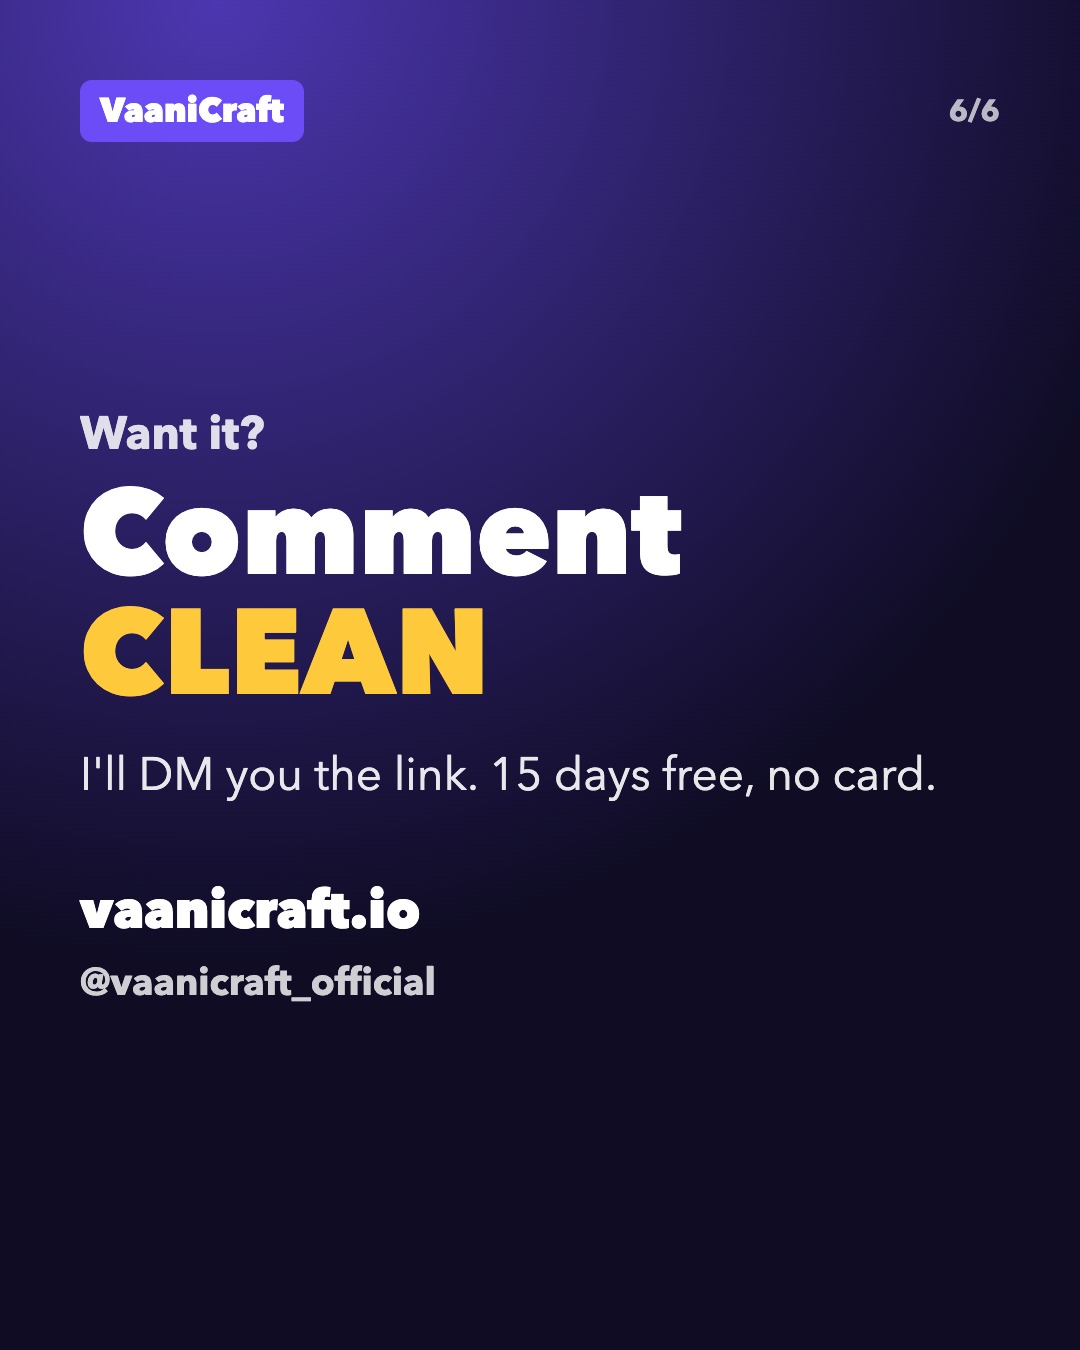 VaaniCraft
6/6
Want it?
Comment
CLEAN
I'll DM you the link. 15 days free, no card.
vaanicraft.io
@vaanicraft_official